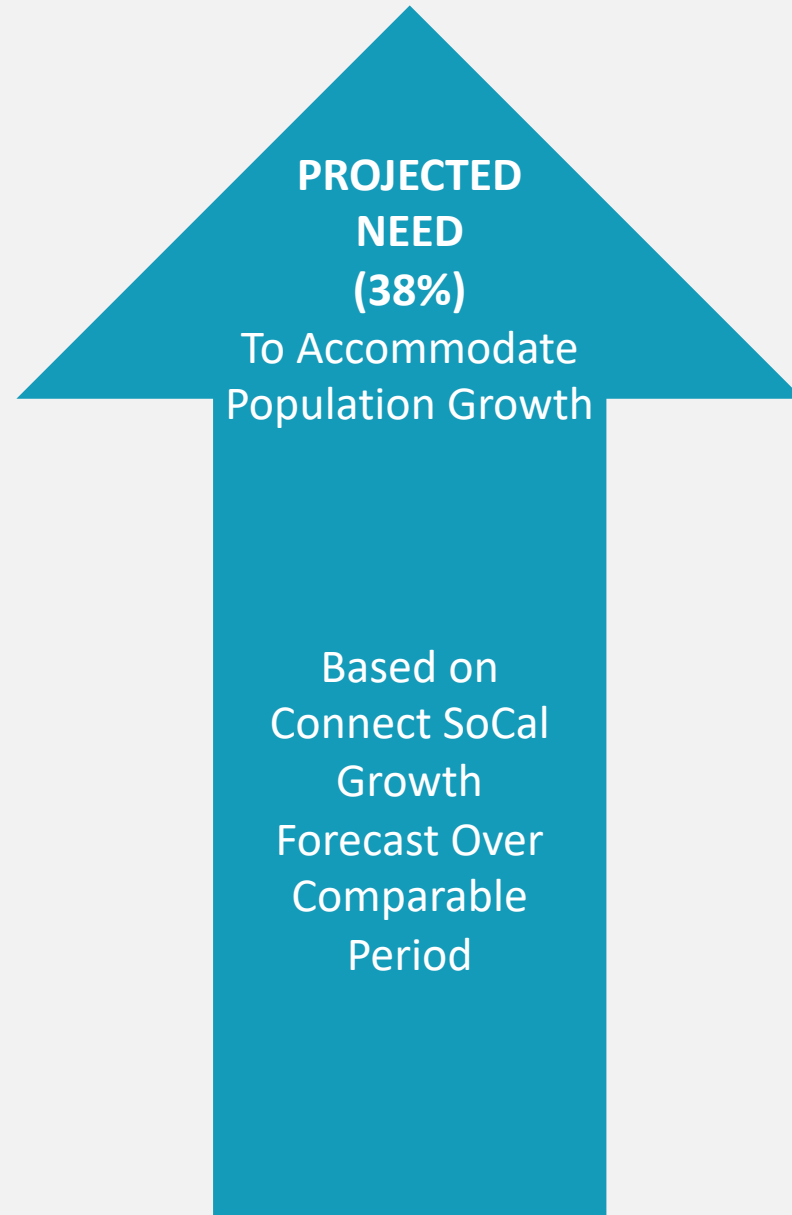 PROJECTED
NEED
(38%)
To Accommodate
Population Growth
Based on
Connect SoCal
Growth
Forecast Over
Comparable
Period